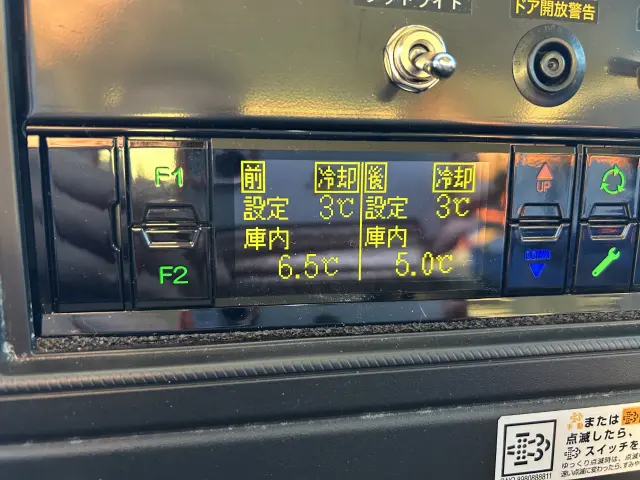 ドア開放警告
F1
F2
前 冷却 後 冷却
設定 3℃ 設定 3℃
庫内 庫内
6.5℃ 5.0℃
UP
DOWN
または
点滅したら、
スイッチを